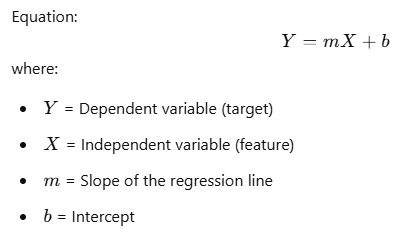 Equation:
Y = mX + b
where:
• Y = Dependent variable (target)
• X = Independent variable (feature)
• m = Slope of the regression line
• b = Intercept